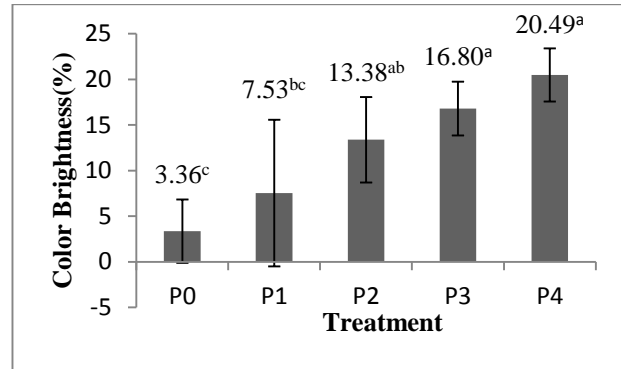 Color Brightness(%)
25
20
15
10
5
0
-5
3.36ᶜ
7.53ᵇᶜ
13.38ᵃᵇ
16.80ᵃ
20.49ᵃ
P0 P1 P2 P3 P4
Treatment